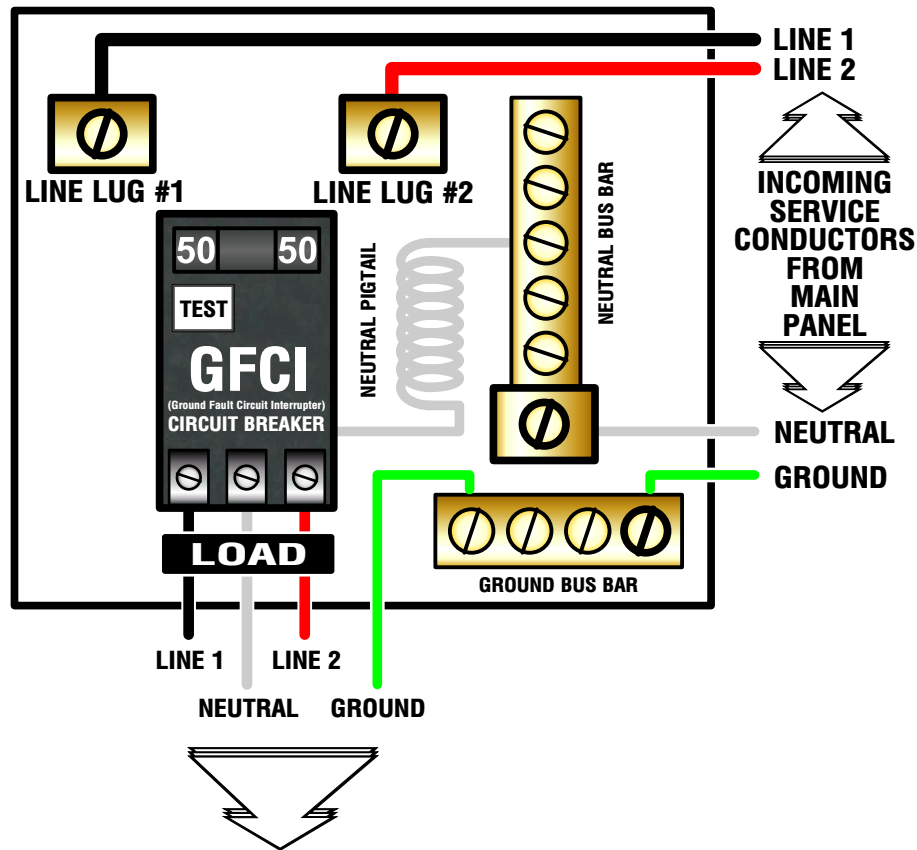 LINE 1
LINE 2
LINE LUG #1
LINE LUG #2
NEUTRAL BUS BAR
NEUTRAL PIGTAIL
INCOMING
SERVICE
CONDUCTORS
FROM
MAIN
PANEL
50 50
TEST
GFCI
(Ground Fault Circuit Interrupter)
CIRCUIT BREAKER
NEUTRAL
GROUND
LOAD
GROUND BUS BAR
LINE 1
LINE 2
NEUTRAL
GROUND